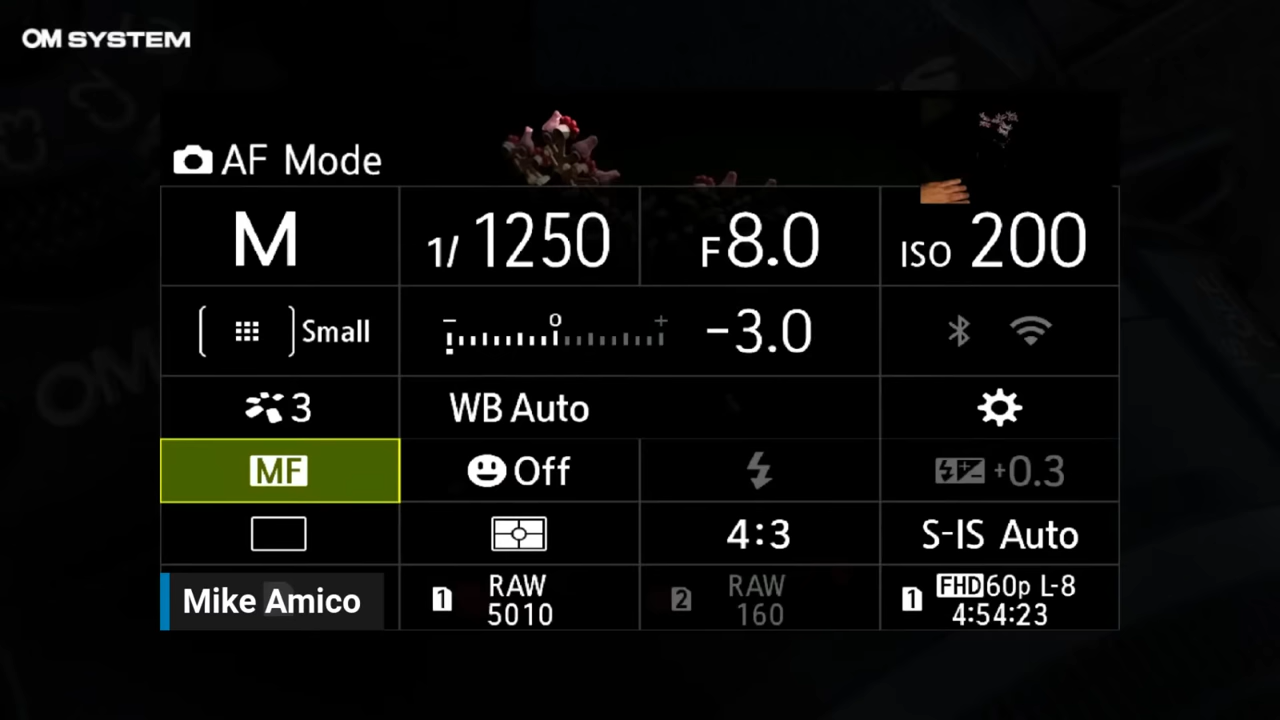 OM SYSTEM
AF Mode
M 1/ 1250 F8.0 ISO 200
Small − o + −3.0
3 WB Auto
MF Off +0.3
4:3 S-IS Auto
Mike Amico
1 RAW 5010
2 RAW 160
1 FHD 60p L-8
4:54:23